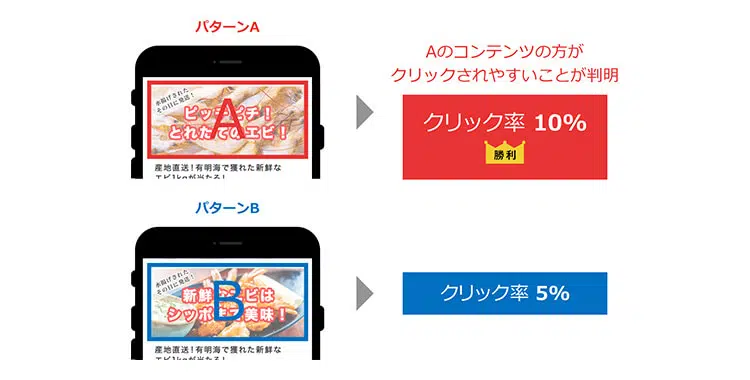 パターンA
水揚げされた
その日に発送！
ピッチピチ！
とれたてのエビ！
A
産地直送！有明海で獲れた新鮮な
エビ1kgが当たる！
Aのコンテンツの方が
クリックされやすいことが判明
クリック率 10%
勝利
パターンB
水揚げされた
その日に発送！
新鮮エビは
シッポまで美味！
B
産地直送！有明海で獲れた新鮮な
エビ1kgが当たる！
クリック率 5%